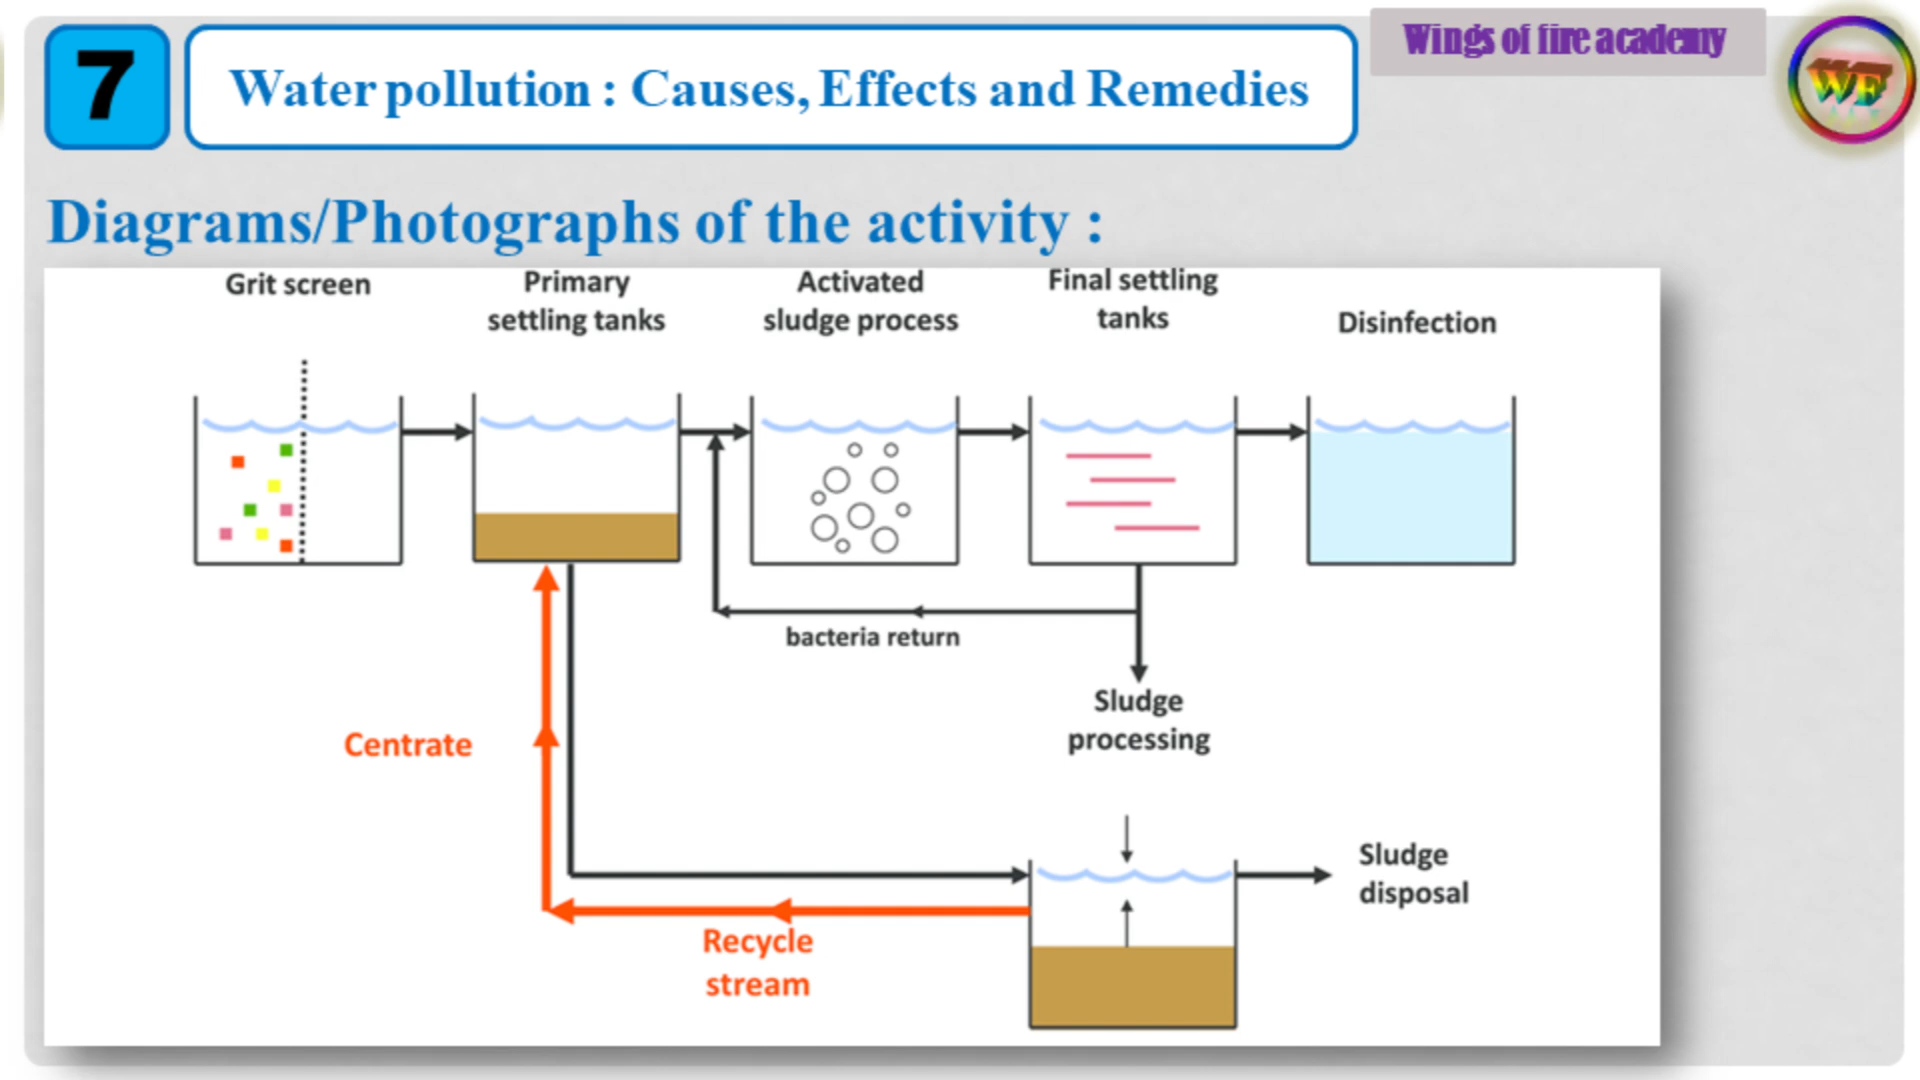 7
Water pollution : Causes, Effects and Remedies
Wings of fire academy
WF
Diagrams/Photographs of the activity :
Grit screen
Primary
settling tanks
Activated
sludge process
Final settling
tanks
Disinfection
bacteria return
Sludge
processing
Centrate
Sludge
disposal
Recycle
stream